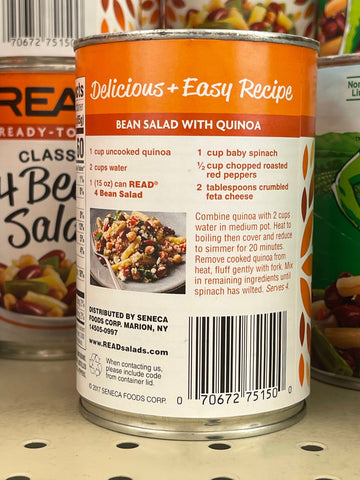 70672 75150
Delicious + Easy Recipe
BEAN SALAD WITH QUINOA
1 cup uncooked quinoa
2 cups water
1 (15 oz) can READ®
4 Bean Salad
1 cup baby spinach
1/2 cup chopped roasted
red peppers
2 tablespoons crumbled
feta cheese
Combine quinoa with 2 cups
water in medium pot. Heat to
boiling then cover and reduce
to simmer for 20 minutes.
Remove cooked quinoa from
heat, fluff gently with fork. Mix
in remaining ingredients until
spinach has wilted. Serves 4.
DISTRIBUTED BY SENECA
FOODS CORP. MARION, NY
14505-0997
www.READsalads.com
When contacting us,
please include code
from container lid.
© 2017 SENECA FOODS CORP.
0 70672 75150 0
READ
READY-TO
CLASS
4 Bea
Sala